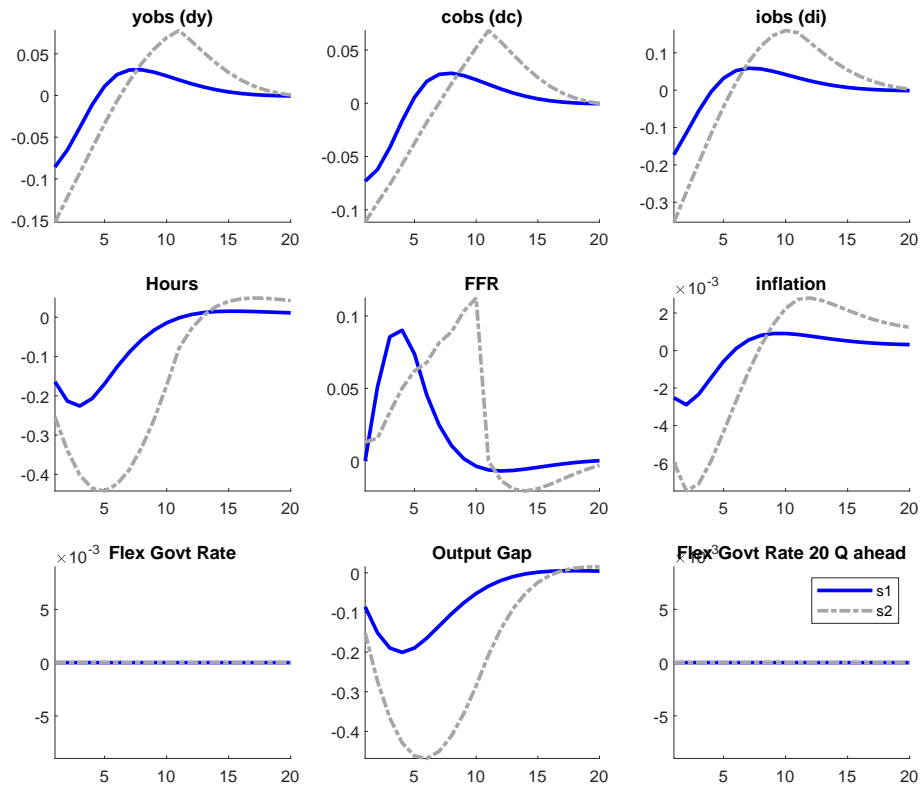 yobs (dy)
0.05
0
-0.05
-0.1
-0.15
5 10 15 20
cobs (dc)
0.05
0
-0.05
-0.1
5 10 15 20
iobs (di)
0.1
0
-0.1
-0.2
-0.3
5 10 15 20
Hours
0
-0.1
-0.2
-0.3
-0.4
5 10 15 20
FFR
0.1
0.05
0
5 10 15 20
inflation
×10⁻³
2
0
-2
-4
-6
5 10 15 20
Flex Govt Rate
×10⁻³
5
0
-5
5 10 15 20
Output Gap
0
-0.1
-0.2
-0.3
-0.4
5 10 15 20
Flex Govt Rate 20 Q ahead
×10⁻³
5
0
-5
5 10 15 20
s1
s2